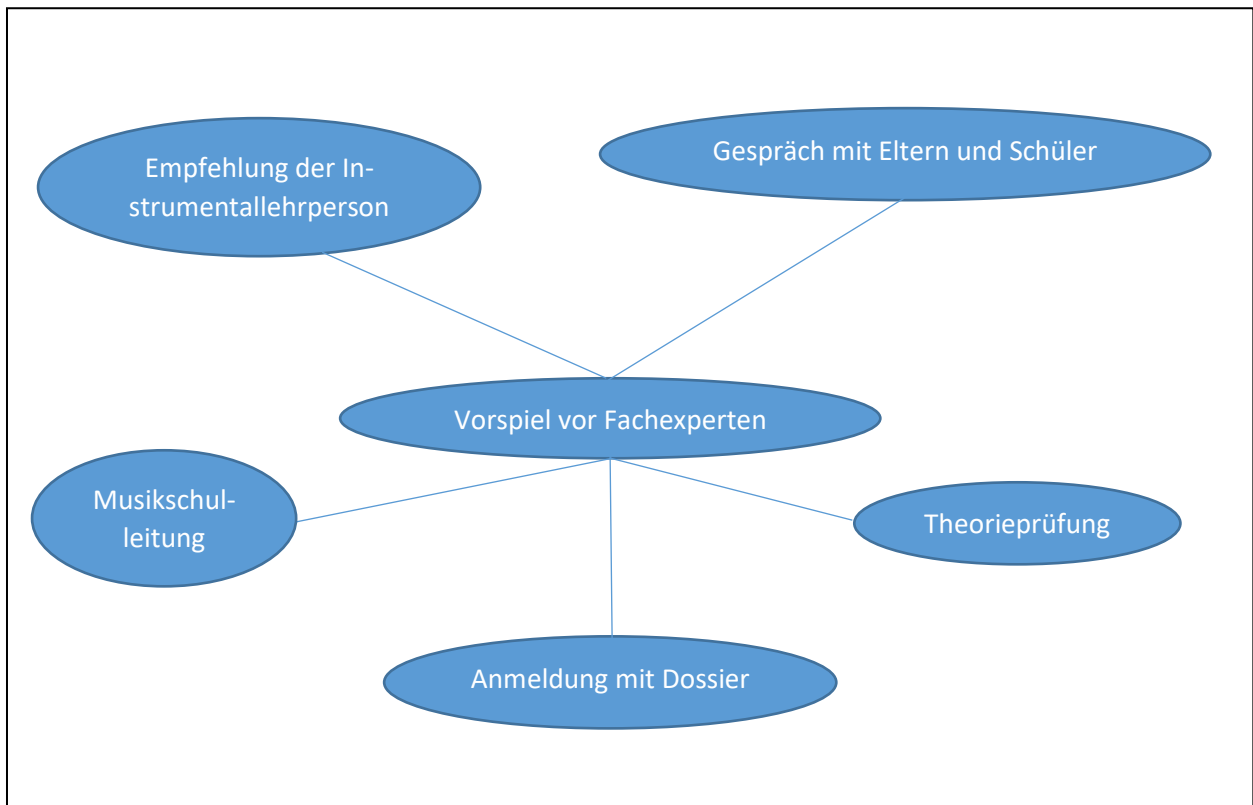 Empfehlung der In-
strumentallehrperson
Gespräch mit Eltern und Schüler
Vorspiel vor Fachexperten
Musikschul-
leitung
Theorieprüfung
Anmeldung mit Dossier